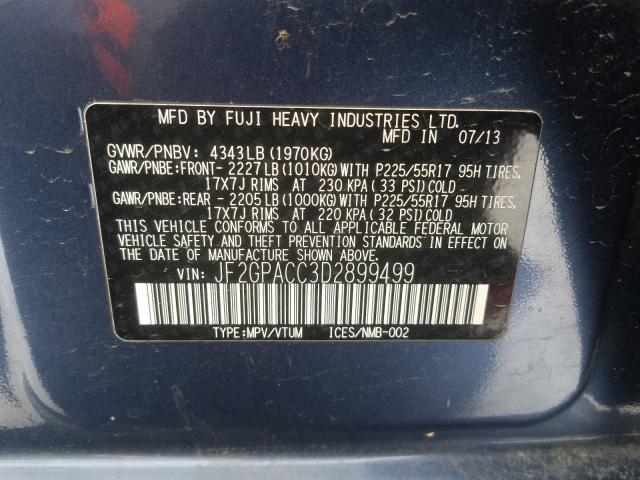 MFD BY FUJI HEAVY INDUSTRIES LTD.
MFD IN 07/13
GVWR/PNBV: 4343LB(1970KG)
GAWR/PNBE:FRONT- 2227LB(1010KG)WITH P225/55R17 95H TIRES,
17X7J RIMS AT 230 KPA(33 PSI)COLD
GAWR/PNBE:REAR - 2205LB(1000KG)WITH P225/55R17 95H TIRES,
17X7J RIMS AT 220 KPA(32 PSI)COLD
THIS VEHICLE CONFORMS TO ALL APPLICABLE FEDERAL MOTOR
VEHICLE SAFETY AND THEFT PREVENTION STANDARDS IN EFFECT ON
THE DATE OF MANUFACTURE SHOWN ABOVE.
VIN: JF2GPACC3D2899499
TYPE:MPV/VTUM ICES/NMB-002